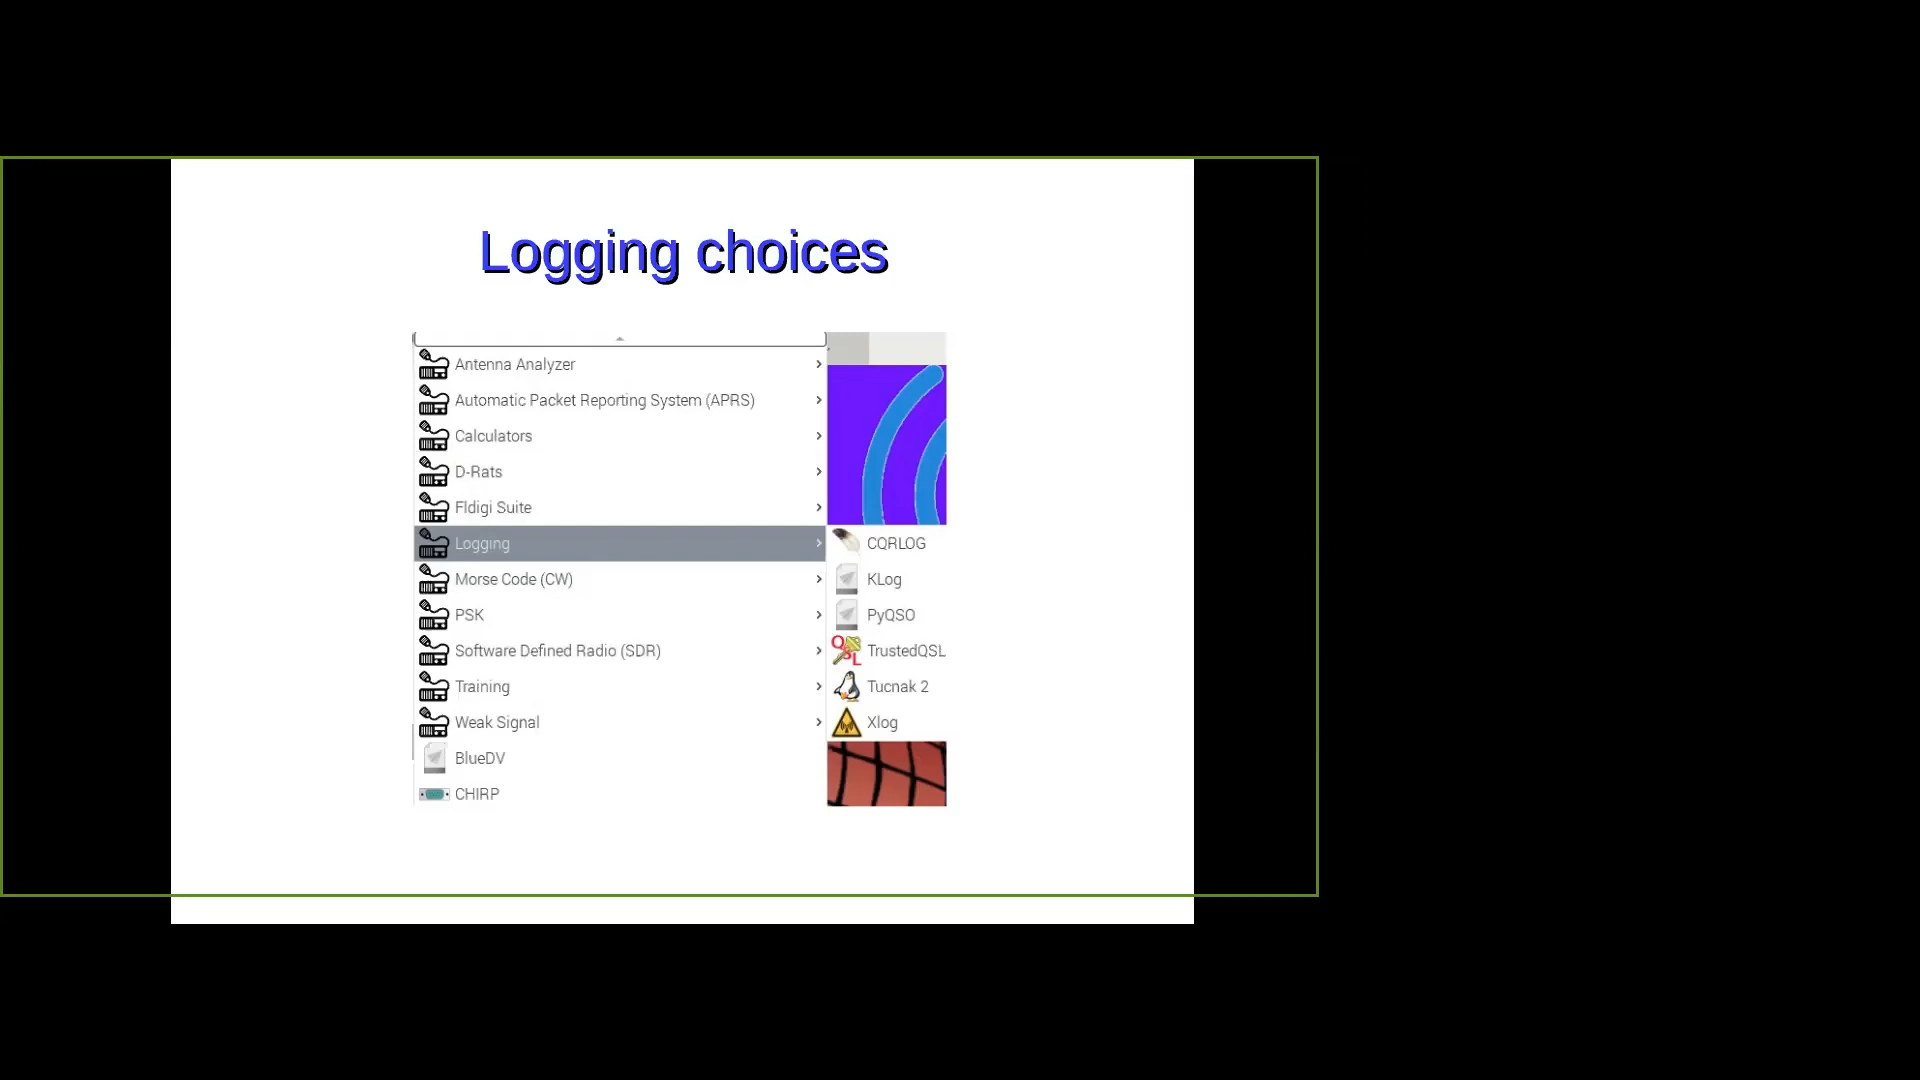 Logging choices
Antenna Analyzer
Automatic Packet Reporting System (APRS)
Calculators
D-Rats
Fldigi Suite
Logging
Morse Code (CW)
PSK
Software Defined Radio (SDR)
Training
Weak Signal
BlueDV
CHIRP
CQRLOG
KLog
PyQSO
QSL
TrustedQSL
Tucnak 2
Xlog